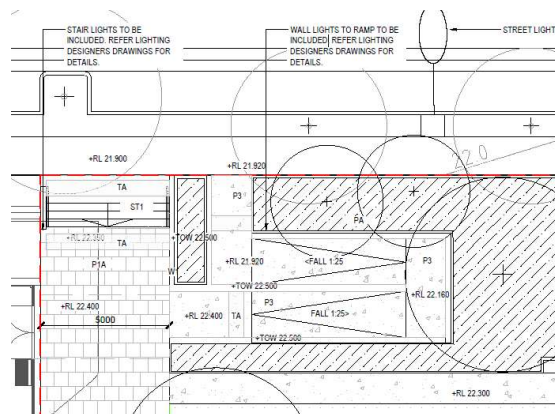 STAIR LIGHTS TO BE
INCLUDED. REFER LIGHTING
DESIGNERS DRAWINGS FOR
DETAILS.
WALL LIGHTS TO RAMP TO BE
INCLUDED. REFER LIGHTING
DESIGNERS DRAWINGS FOR
DETAILS.
STREET LIGHT
+RL 21.900
+RL 21.920
22.0
TA
P3
ST1
PA
TA
+TOW 22.500
P1A
+RL 21.920
<FALL 1:25
P3
W
+TOW 22.500
+RL 22.160
+RL 22.400
P3
5000
+RL 22.400
TA
FALL 1:25>
+TOW 22.500
+RL 22.300